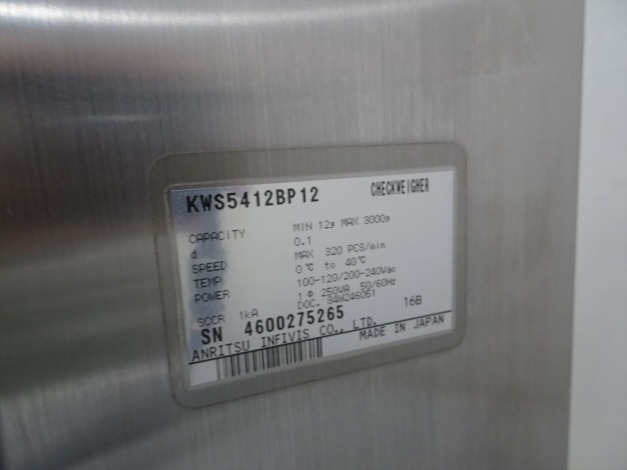 KWS5412BP12 CHECKWEIGHER
CAPACITY MIN 12g MAX 3000g
d 0.1
SPEED MAX 320 PCS/min
TEMP 0℃ to 40℃
POWER 100-120/200-240Vac
1Φ 250VA 50/60Hz
SCCR 1kA DOC. 84W246051 16B
SN 4600275265
ANRITSU INFIVIS CO., LTD. MADE IN JAPAN